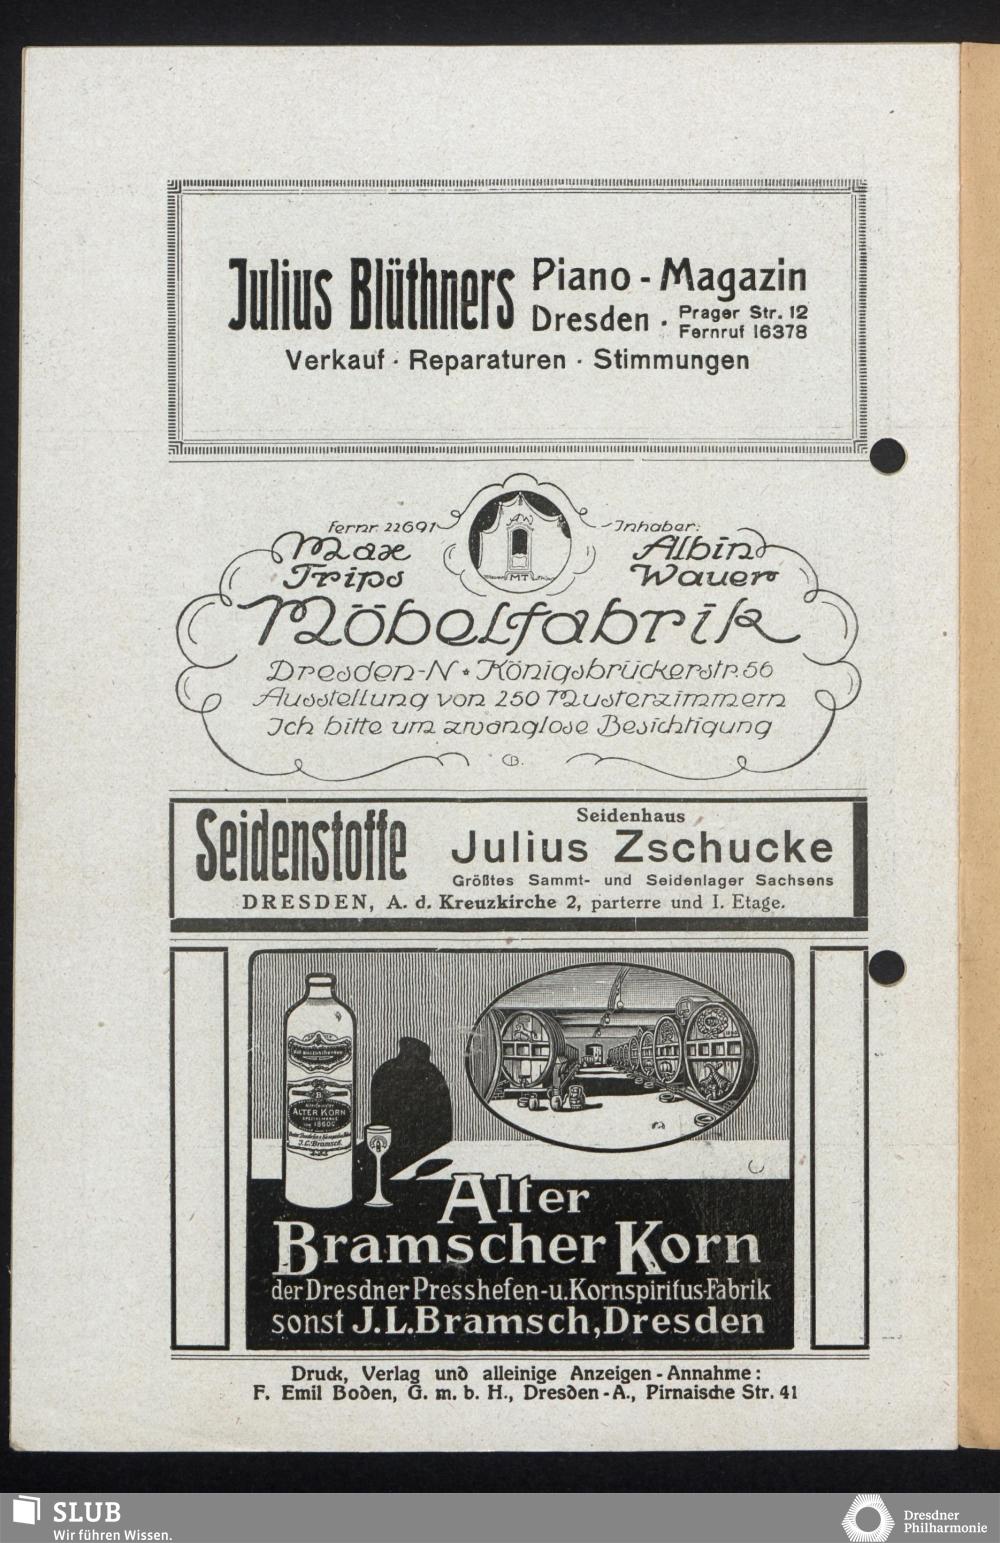 Julius Blüthners Piano - Magazin
Dresden · Prager Str. 12
Fernruf 16378
Verkauf · Reparaturen · Stimmungen
Fernr. 22691
Inhaber:
Max Trips
Albin Wauer
AW
MT
Möbelfabrik
Dresden-N * Königsbrückerstr. 56
Ausstellung von 250 Musterzimmern
Ich bitte um zwanglose Besichtigung
Seidenstoffe
Seidenhaus
Julius Zschucke
Größtes Sammt- und Seidenlager Sachsens
DRESDEN, A. d. Kreuzkirche 2, parterre und I. Etage.
B
ALTER KORN
J.L.Bramsch.
Alter
Bramscher Korn
der Dresdner Presshefen-u.Kornspiritus-Fabrik
sonst J.L.Bramsch,Dresden
Druck, Verlag und alleinige Anzeigen - Annahme:
F. Emil Boden, G. m. b. H., Dresden - A., Pirnaische Str. 41
SLUB
Wir führen Wissen.
Dresdner
Philharmonie